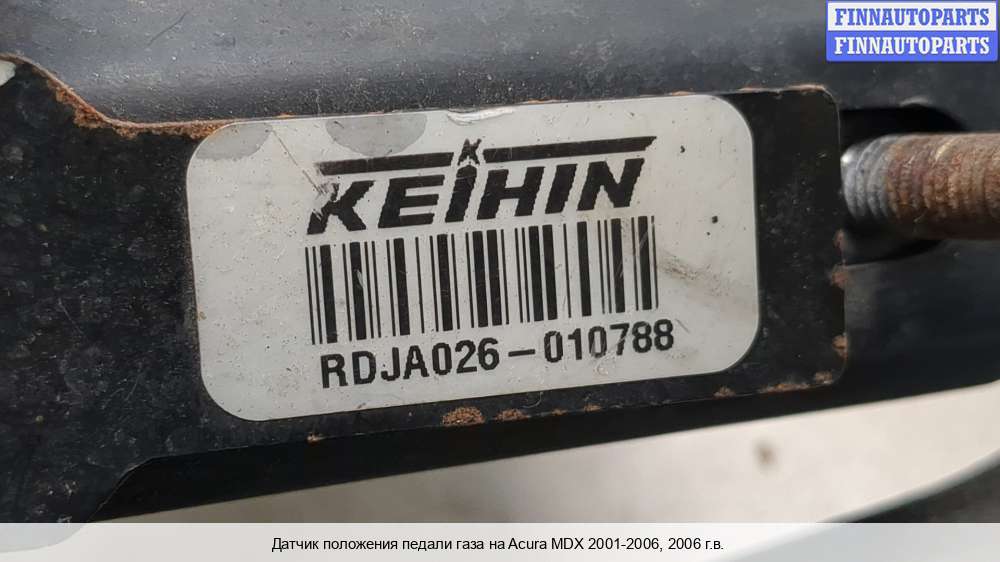 FINNAUTOPARTS
FINNAUTOPARTS
KEIHIN
RDJA026-010788
Датчик положения педали газа на Acura MDX 2001-2006, 2006 г.в.